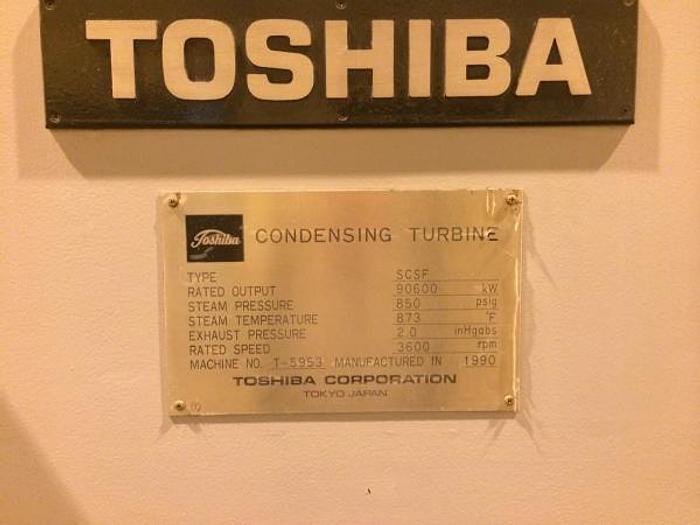 TOSHIBA
Toshiba CONDENSING TURBINE
TYPE SCSF
RATED OUTPUT 90600 kW
STEAM PRESSURE 850 psig
STEAM TEMPERATURE 873 °F
EXHAUST PRESSURE 2.0 inHgabs
RATED SPEED 3600 rpm
MACHINE NO. T-5953 MANUFACTURED IN 1990
TOSHIBA CORPORATION
TOKYO JAPAN